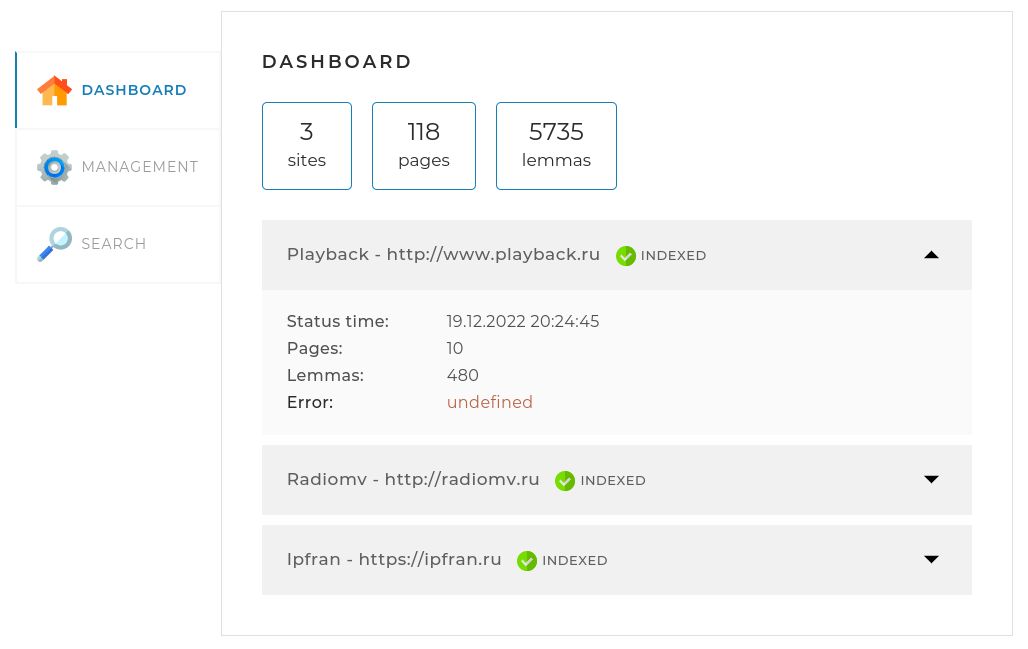 DASHBOARD
MANAGEMENT
SEARCH
DASHBOARD
3
sites
118
pages
5735
lemmas
Playback - http://www.playback.ru INDEXED
Status time: 19.12.2022 20:24:45
Pages: 10
Lemmas: 480
Error: undefined
Radiomv - http://radiomv.ru INDEXED
Ipfran - https://ipfran.ru INDEXED